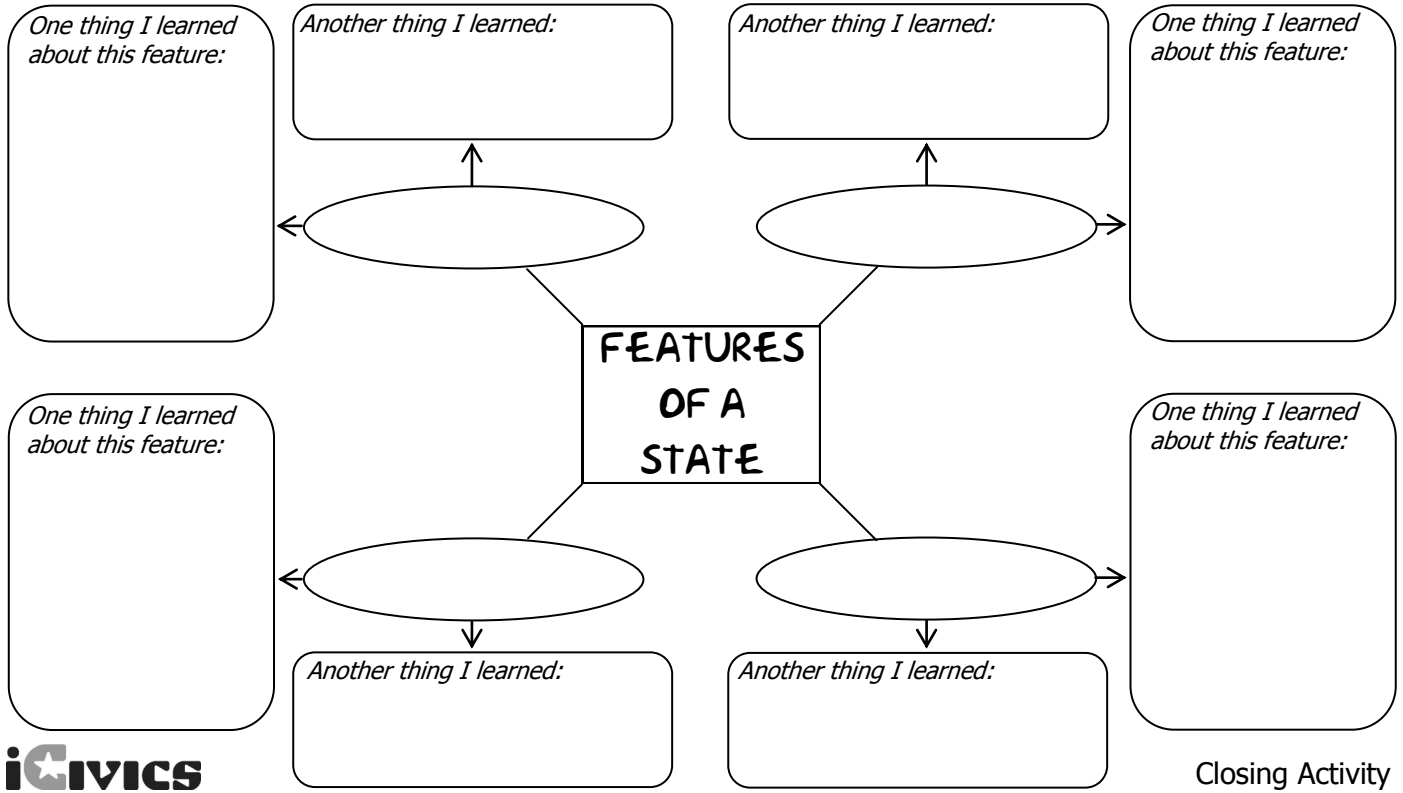 One thing I learned
about this feature:
Another thing I learned:
Another thing I learned:
One thing I learned
about this feature:
FEATURES
OF A
STATE
One thing I learned
about this feature:
One thing I learned
about this feature:
Another thing I learned:
Another thing I learned:
iCivics
Closing Activity